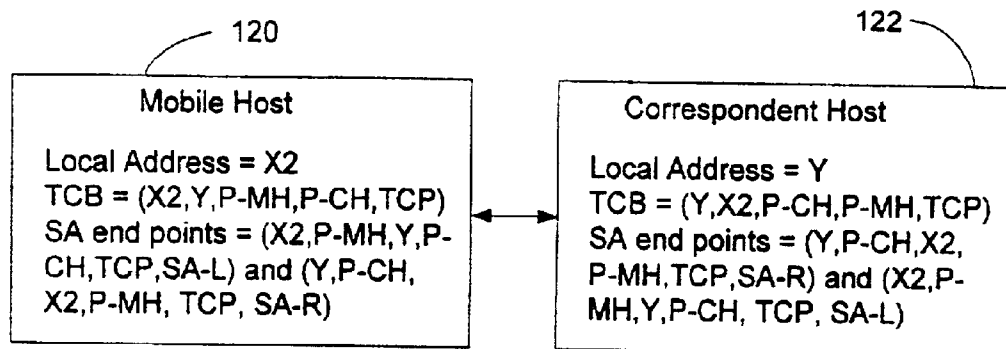 120
122
Mobile Host
Local Address = X2
TCB = (X2,Y,P-MH,P-CH,TCP)
SA end points = (X2,P-MH,Y,P-
CH,TCP,SA-L) and (Y,P-CH,
X2,P-MH, TCP, SA-R)
Correspondent Host
Local Address = Y
TCB = (Y,X2,P-CH,P-MH,TCP)
SA end points = (Y,P-CH,X2,
P-MH,TCP,SA-R) and (X2,P-
MH,Y,P-CH, TCP, SA-L)